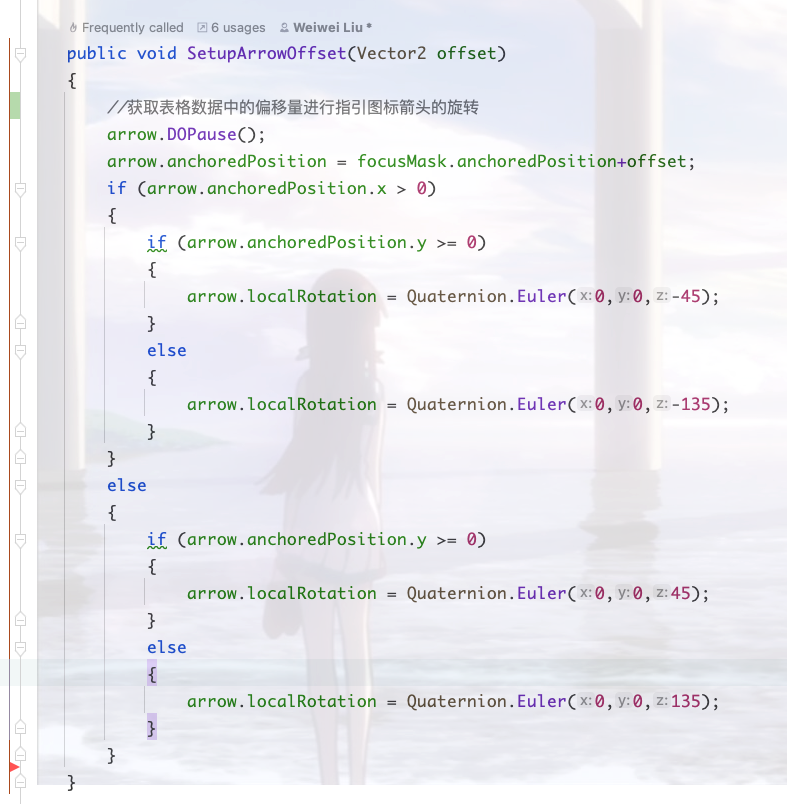 Frequently called 6 usages Weiwei Liu *
public void SetupArrowOffset(Vector2 offset)
{
//获取表格数据中的偏移量进行指引图标箭头的旋转
arrow.DOPause();
arrow.anchoredPosition = focusMask.anchoredPosition+offset;
if (arrow.anchoredPosition.x > 0)
{
if (arrow.anchoredPosition.y >= 0)
{
arrow.localRotation = Quaternion.Euler(x:0,y:0,z:-45);
}
else
{
arrow.localRotation = Quaternion.Euler(x:0,y:0,z:-135);
}
}
else
{
if (arrow.anchoredPosition.y >= 0)
{
arrow.localRotation = Quaternion.Euler(x:0,y:0,z:45);
}
else
{
arrow.localRotation = Quaternion.Euler(x:0,y:0,z:135);
}
}
}